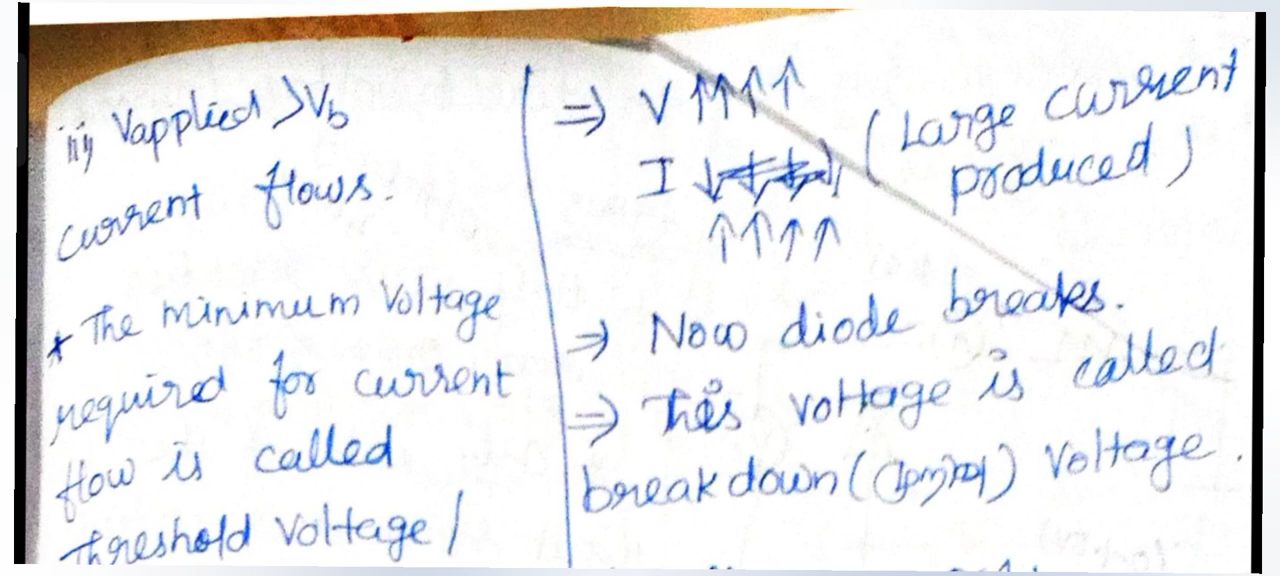 iii) Vapplied > Vb
current flows.
* The minimum voltage
required for current
flow is called
threshold voltage /
⇒ V ↑↑↑↑
I ↑↑↑↑ (Large current
produced)
⇒ Now diode breaks.
⇒ This voltage is called
breakdown ( ) voltage.